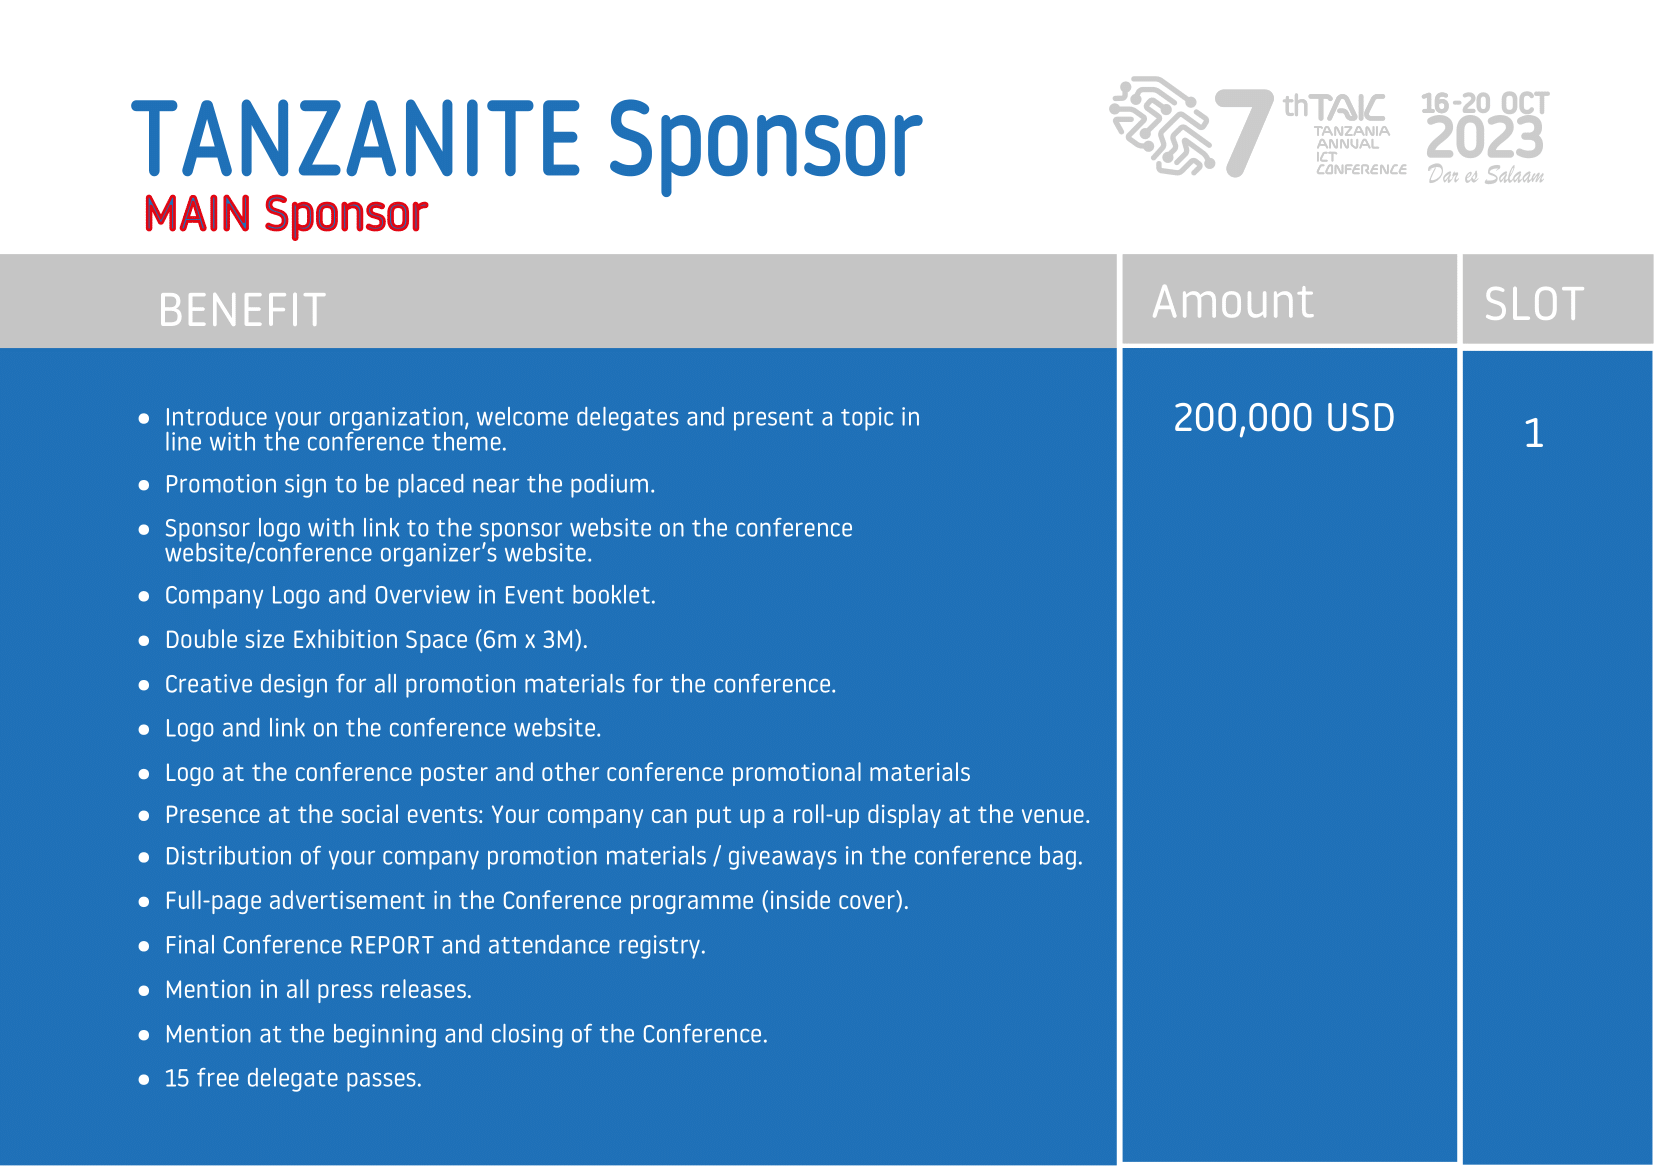 TANZANITE Sponsor
MAIN Sponsor
7thTAIC
TANZANIA
ANNUAL
ICT
CONFERENCE
16-20 OCT
2023
Dar es Salaam
BENEFIT
Amount
SLOT
• Introduce your organization, welcome delegates and present a topic in
line with the conference theme.
• Promotion sign to be placed near the podium.
• Sponsor logo with link to the sponsor website on the conference
website/conference organizer's website.
• Company Logo and Overview in Event booklet.
• Double size Exhibition Space (6m x 3M).
• Creative design for all promotion materials for the conference.
• Logo and link on the conference website.
• Logo at the conference poster and other conference promotional materials
• Presence at the social events: Your company can put up a roll-up display at the venue.
• Distribution of your company promotion materials / giveaways in the conference bag.
• Full-page advertisement in the Conference programme (inside cover).
• Final Conference REPORT and attendance registry.
• Mention in all press releases.
• Mention at the beginning and closing of the Conference.
• 15 free delegate passes.
200,000 USD
1